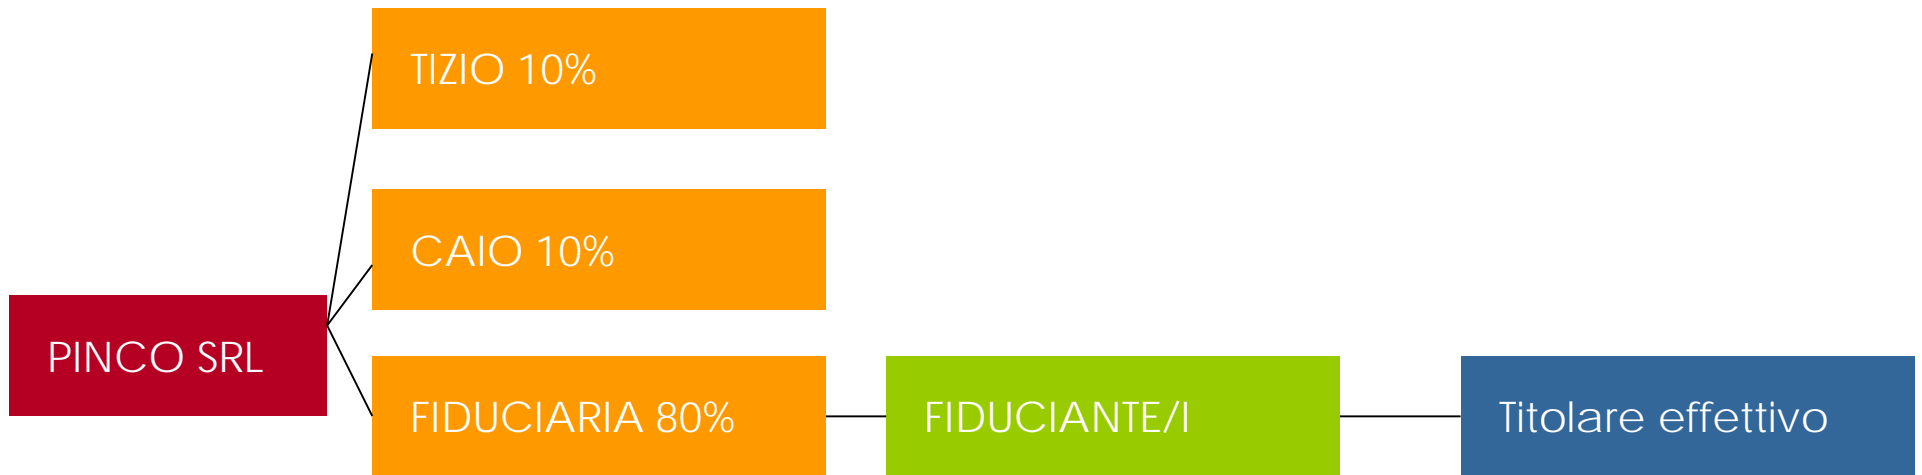 TIZIO 10%
CAIO 10%
PINCO SRL
FIDUCIARIA 80%
FIDUCIANTE/I
Titolare effettivo